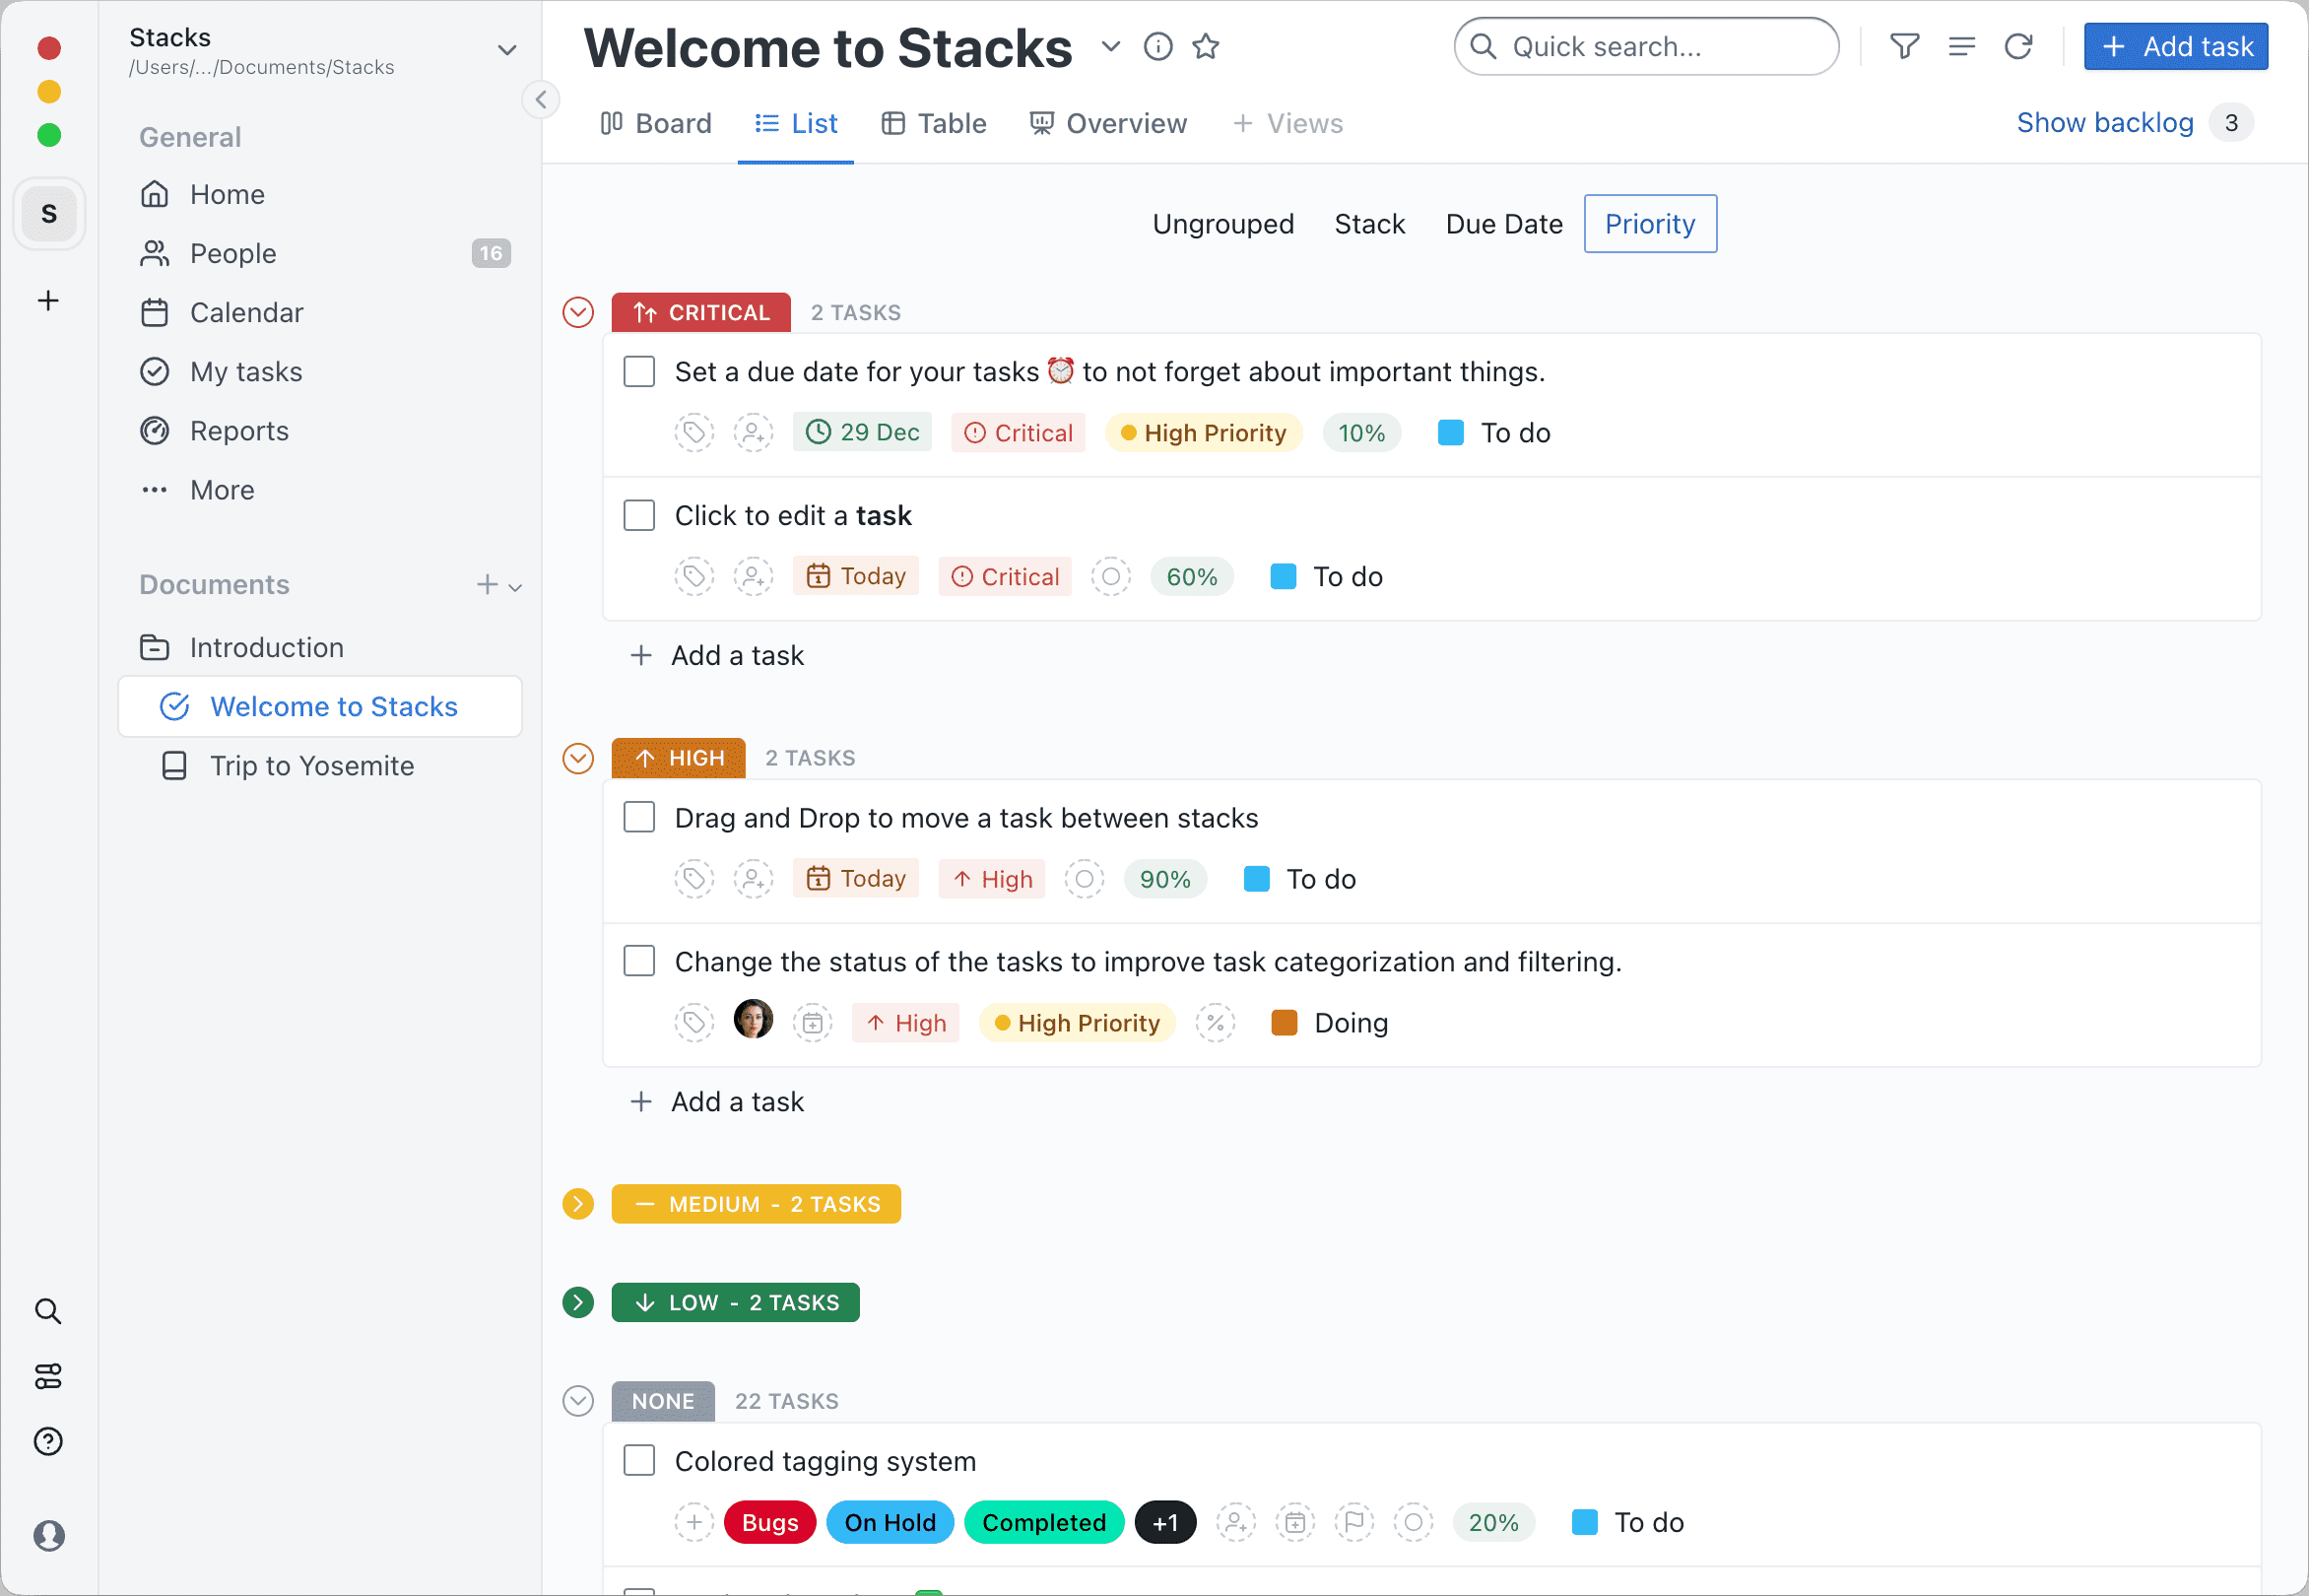 Stacks
/Users/.../Documents/Stacks
S
General
Home
People 16
Calendar
My tasks
Reports
More
Documents
Introduction
Welcome to Stacks
Trip to Yosemite
Welcome to Stacks
Quick search...
Add task
Board List Table Overview Views
Show backlog 3
Ungrouped Stack Due Date Priority
CRITICAL 2 TASKS
Set a due date for your tasks ⏰ to not forget about important things.
29 Dec Critical High Priority 10% To do
Click to edit a task
Today Critical 60% To do
Add a task
HIGH 2 TASKS
Drag and Drop to move a task between stacks
Today High 90% To do
Change the status of the tasks to improve task categorization and filtering.
High High Priority Doing
Add a task
MEDIUM - 2 TASKS
LOW - 2 TASKS
NONE 22 TASKS
Colored tagging system
Bugs On Hold Completed +1 20% To do